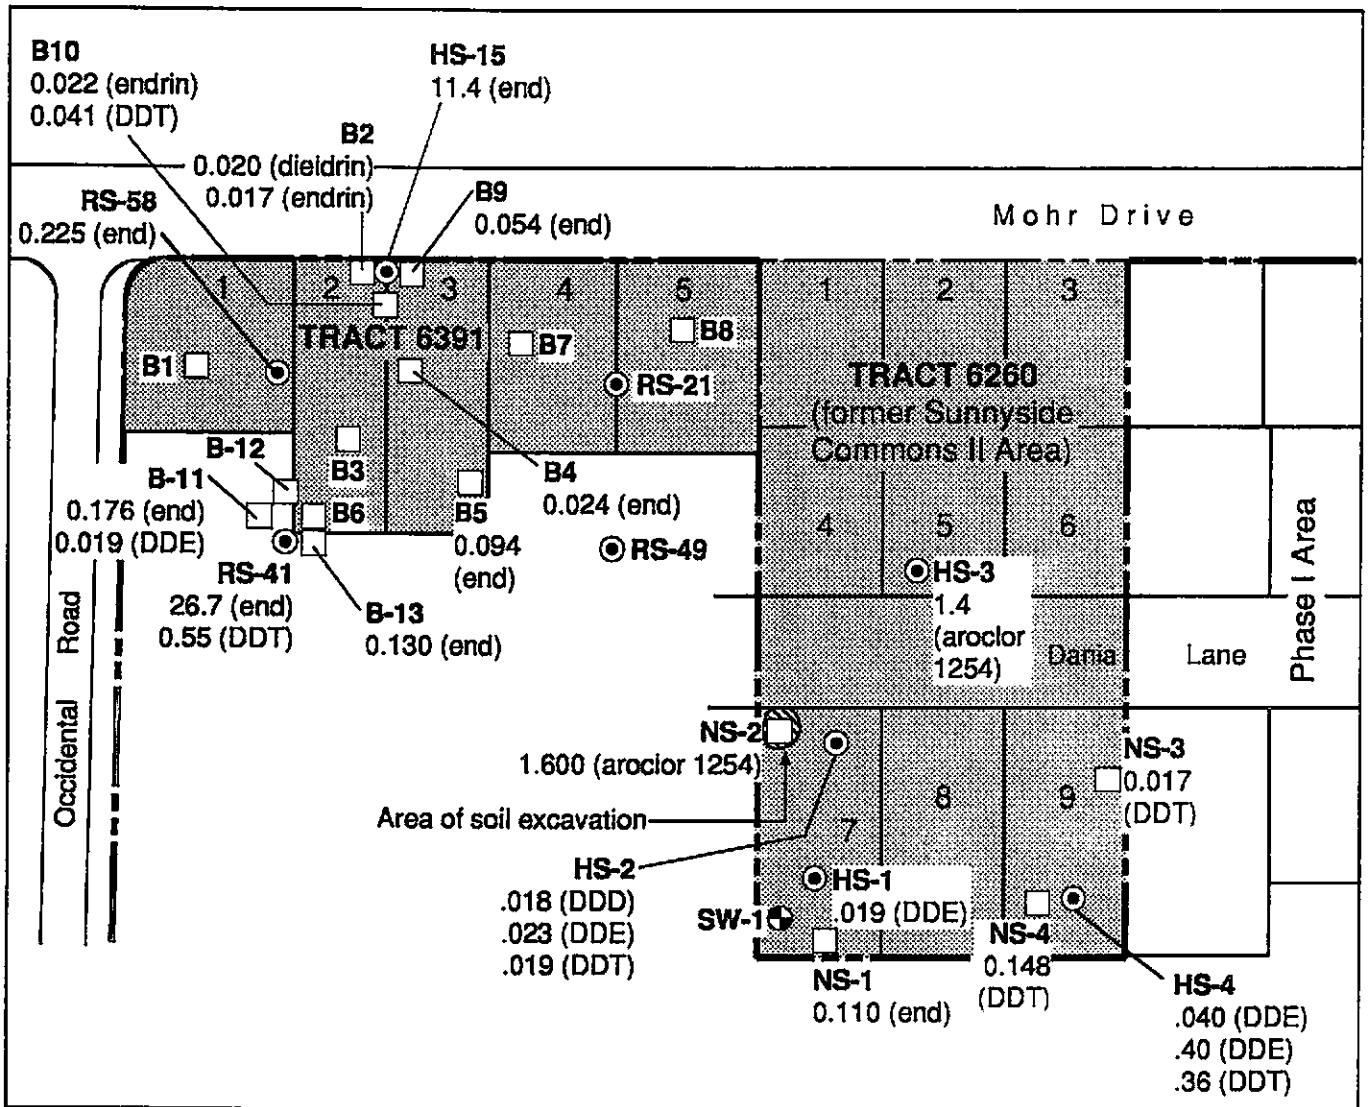 B10
0.022 (endrin)
0.041 (DDT)
HS-15
11.4 (end)
B2
0.020 (dieldrin)
0.017 (endrin)
RS-58
0.225 (end)
B9
0.054 (end)
Mohr Drive
1
2
3
4
5
TRACT 6391
B1
B7
B8
RS-21
B3
B-12
B-11
0.176 (end)
0.019 (DDE)
B6
B4
0.024 (end)
B5
0.094
(end)
RS-41
26.7 (end)
0.55 (DDT)
B-13
0.130 (end)
RS-49
1
2
3
TRACT 6260
(former Sunnyside
Commons II Area)
4
5
6
HS-3
1.4
(aroclor
1254)
Dania Lane
Phase I Area
Occidental Road
NS-2
1.600 (aroclor 1254)
Area of soil excavation
NS-3
0.017
(DDT)
7
8
9
HS-2
.018 (DDD)
.023 (DDE)
.019 (DDT)
HS-1
.019 (DDE)
SW-1
NS-1
0.110 (end)
NS-4
0.148
(DDT)
HS-4
.040 (DDE)
.40 (DDE)
.36 (DDT)